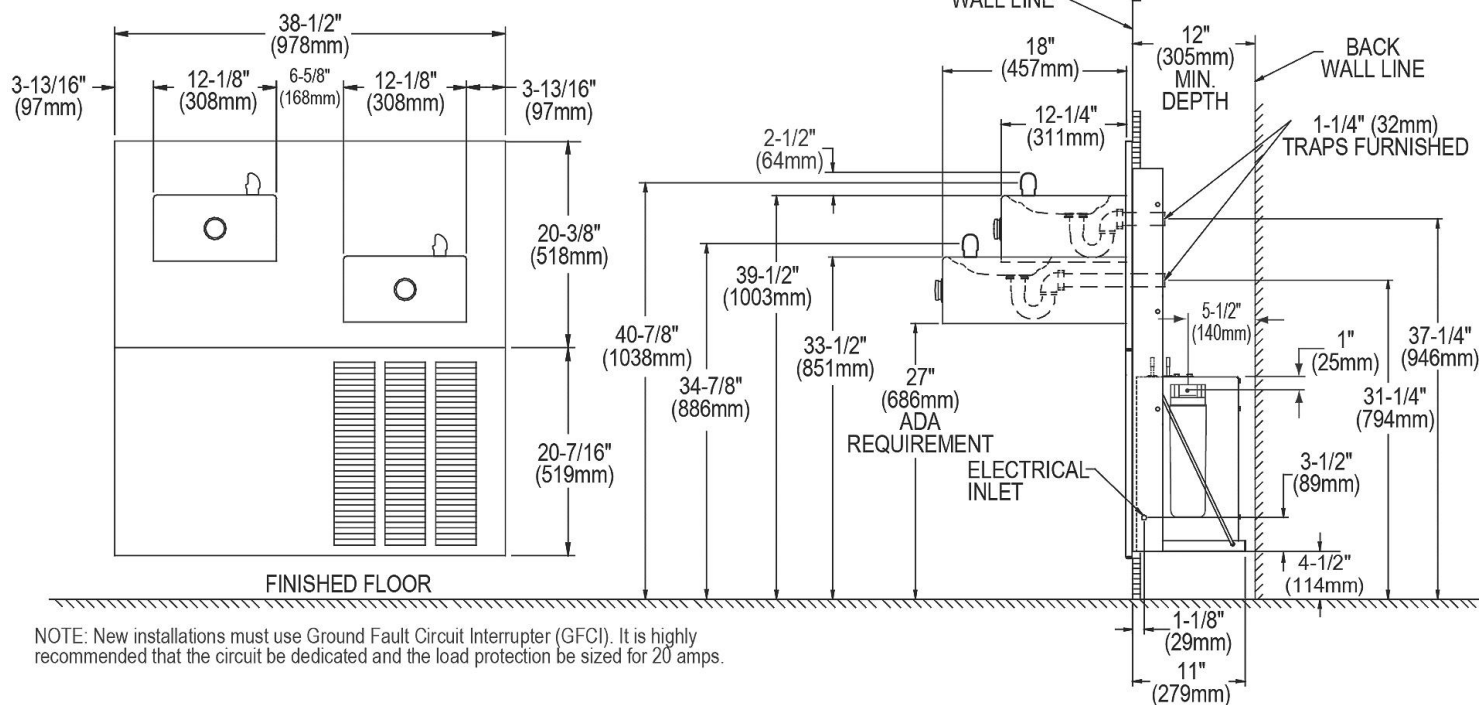 38-1/2"
(978mm)
3-13/16"
(97mm)
12-1/8"
(308mm)
6-5/8"
(168mm)
12-1/8"
(308mm)
3-13/16"
(97mm)
20-3/8"
(518mm)
20-7/16"
(519mm)
FINISHED FLOOR
NOTE: New installations must use Ground Fault Circuit Interrupter (GFCI). It is highly
recommended that the circuit be dedicated and the load protection be sized for 20 amps.
WALL LINE
18"
(457mm)
12"
(305mm)
MIN.
DEPTH
BACK
WALL LINE
12-1/4"
(311mm)
2-1/2"
(64mm)
1-1/4" (32mm)
TRAPS FURNISHED
39-1/2"
(1003mm)
40-7/8"
(1038mm)
33-1/2"
(851mm)
34-7/8"
(886mm)
27"
(686mm)
ADA
REQUIREMENT
5-1/2"
(140mm)
1"
(25mm)
37-1/4"
(946mm)
31-1/4"
(794mm)
ELECTRICAL
INLET
3-1/2"
(89mm)
4-1/2"
(114mm)
1-1/8"
(29mm)
11"
(279mm)